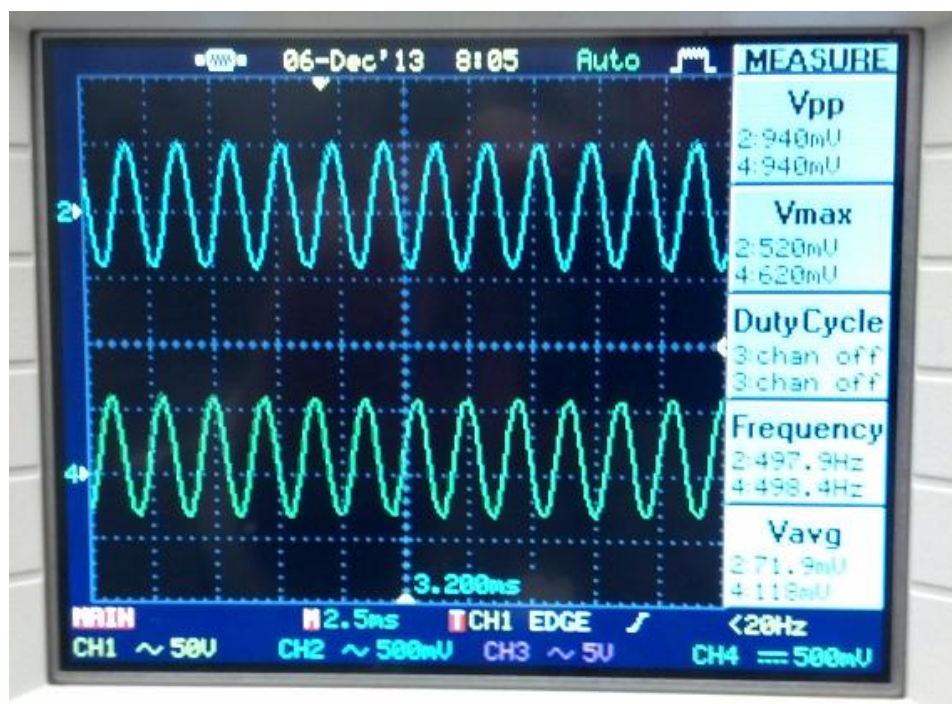 06-Dec'13 8:05 Auto
MEASURE
Vpp
2:940mV
4:940mV
Vmax
2:520mV
4:620mV
DutyCycle
3:chan off
3:chan off
Frequency
2:497.9Hz
4:498.4Hz
Vavg
2:71.9mV
4:118mV
2
4
3.200ms
MAIN M 2.5ms T CH1 EDGE <20Hz
CH1 ~ 50V CH2 ~ 500mV CH3 ~ 5V CH4 500mV